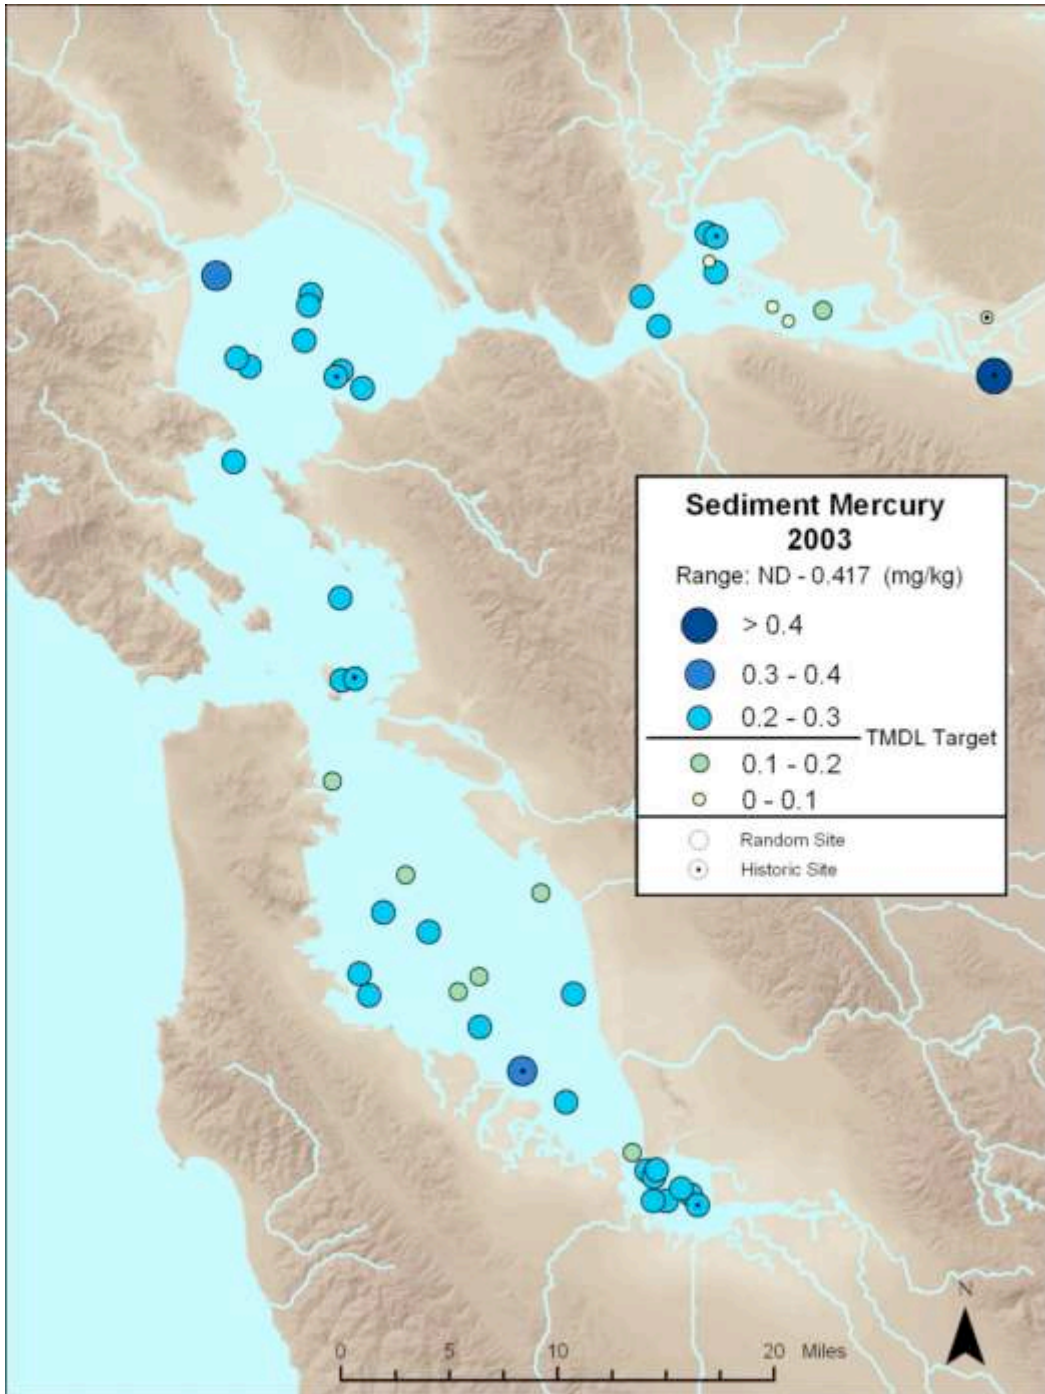 Sediment Mercury
2003
Range: ND - 0.417 (mg/kg)
> 0.4
0.3 - 0.4
0.2 - 0.3
TMDL Target
0.1 - 0.2
0 - 0.1
Random Site
Historic Site
N
0 5 10 20 Miles